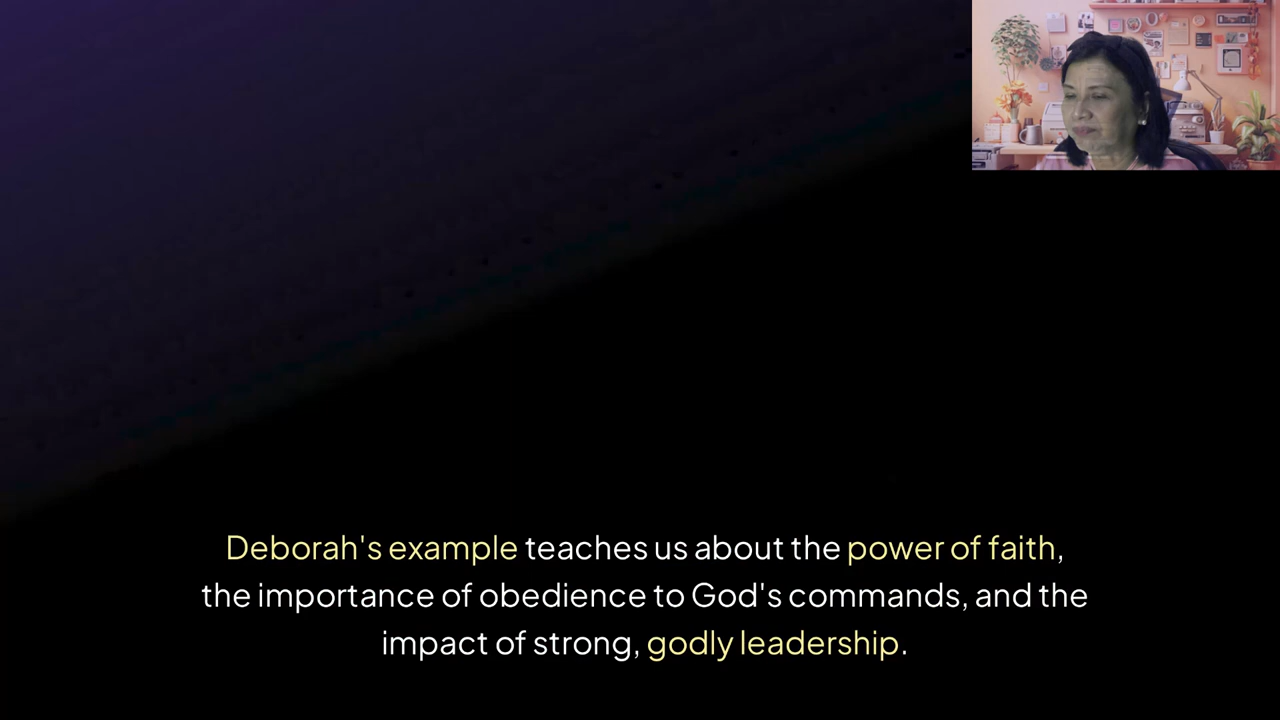 Deborah's example teaches us about the power of faith,
the importance of obedience to God's commands, and the
impact of strong, godly leadership.